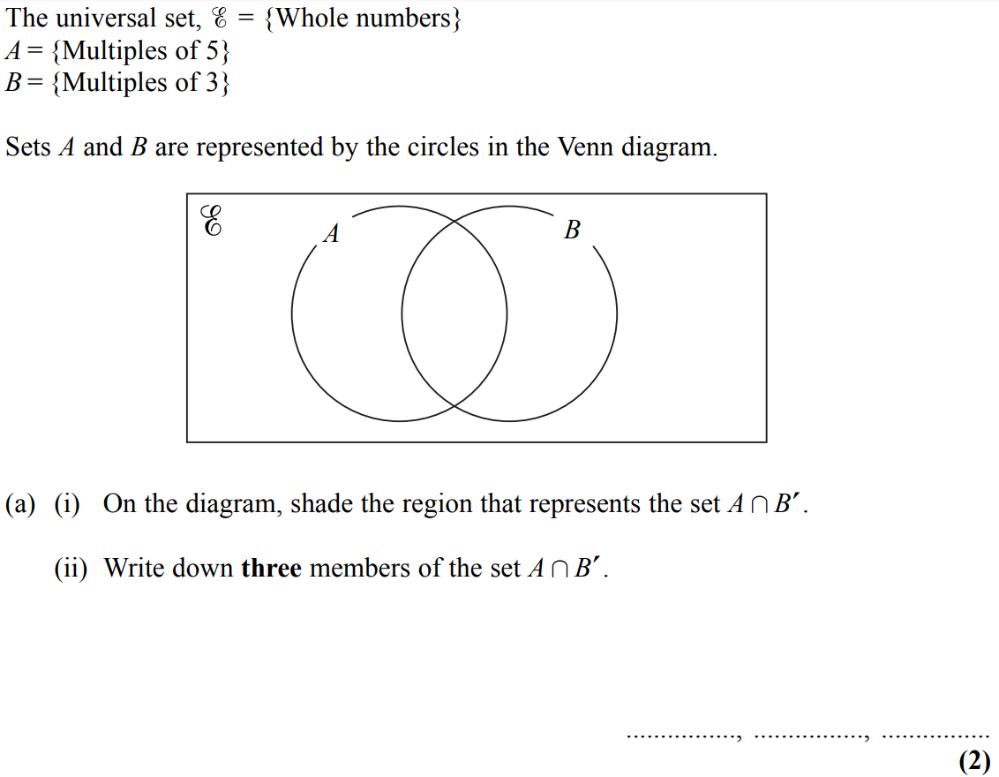 The universal set, ℰ = {Whole numbers}
A = {Multiples of 5}
B = {Multiples of 3}
Sets A and B are represented by the circles in the Venn diagram.
ℰ
A
B
(a) (i) On the diagram, shade the region that represents the set A ∩ B′ .
(ii) Write down three members of the set A ∩ B′ .
................, ................, ................
(2)